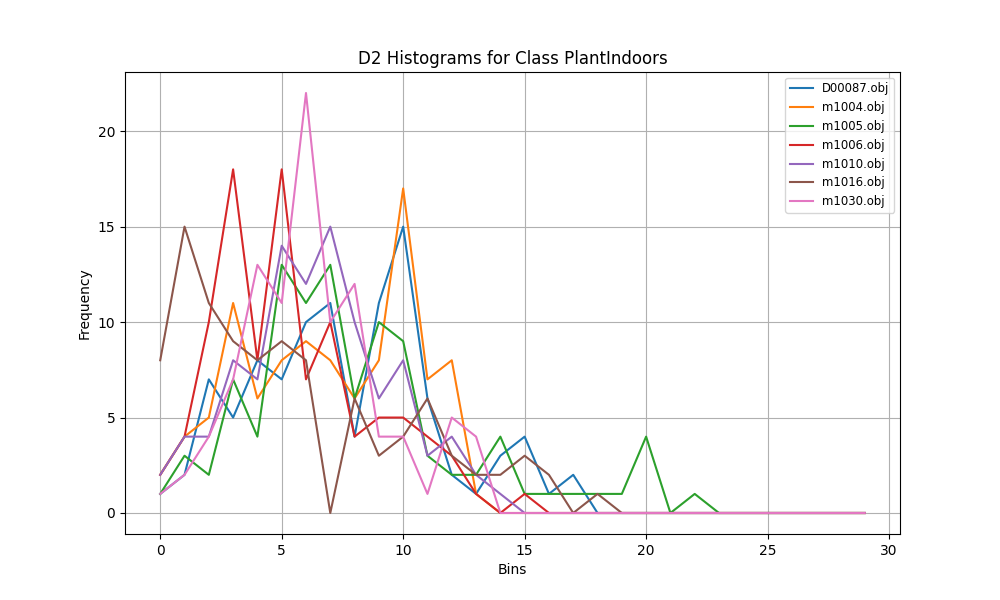 D2 Histograms for Class PlantIndoors
D00087.obj
m1004.obj
m1005.obj
m1006.obj
m1010.obj
m1016.obj
m1030.obj
Frequency
20
15
10
5
0
0 5 10 15 20 25 30
Bins